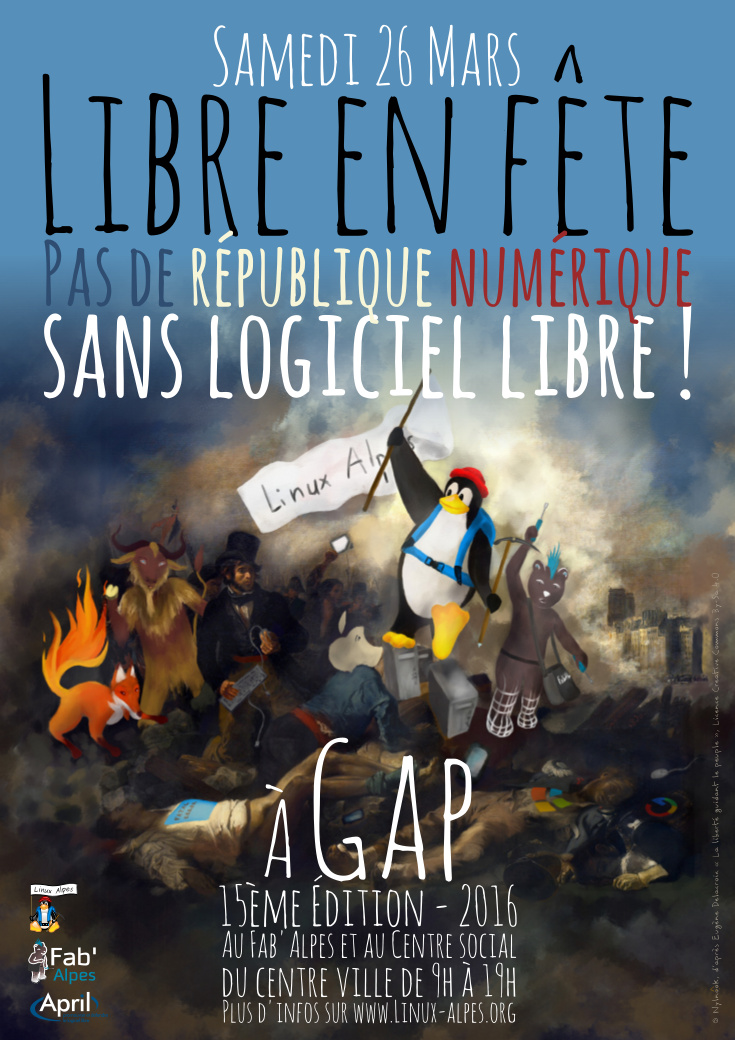 Samedi 26 Mars
Libre en Fête
Pas de république numérique
sans logiciel libre !
Linux Alpes
à Gap
15ème Édition - 2016
Au Fab' Alpes et au Centre social
du centre ville de 9h à 19h
Plus d'infos sur www.Linux-alpes.org
Linux Alpes
Fab'
Alpes
April